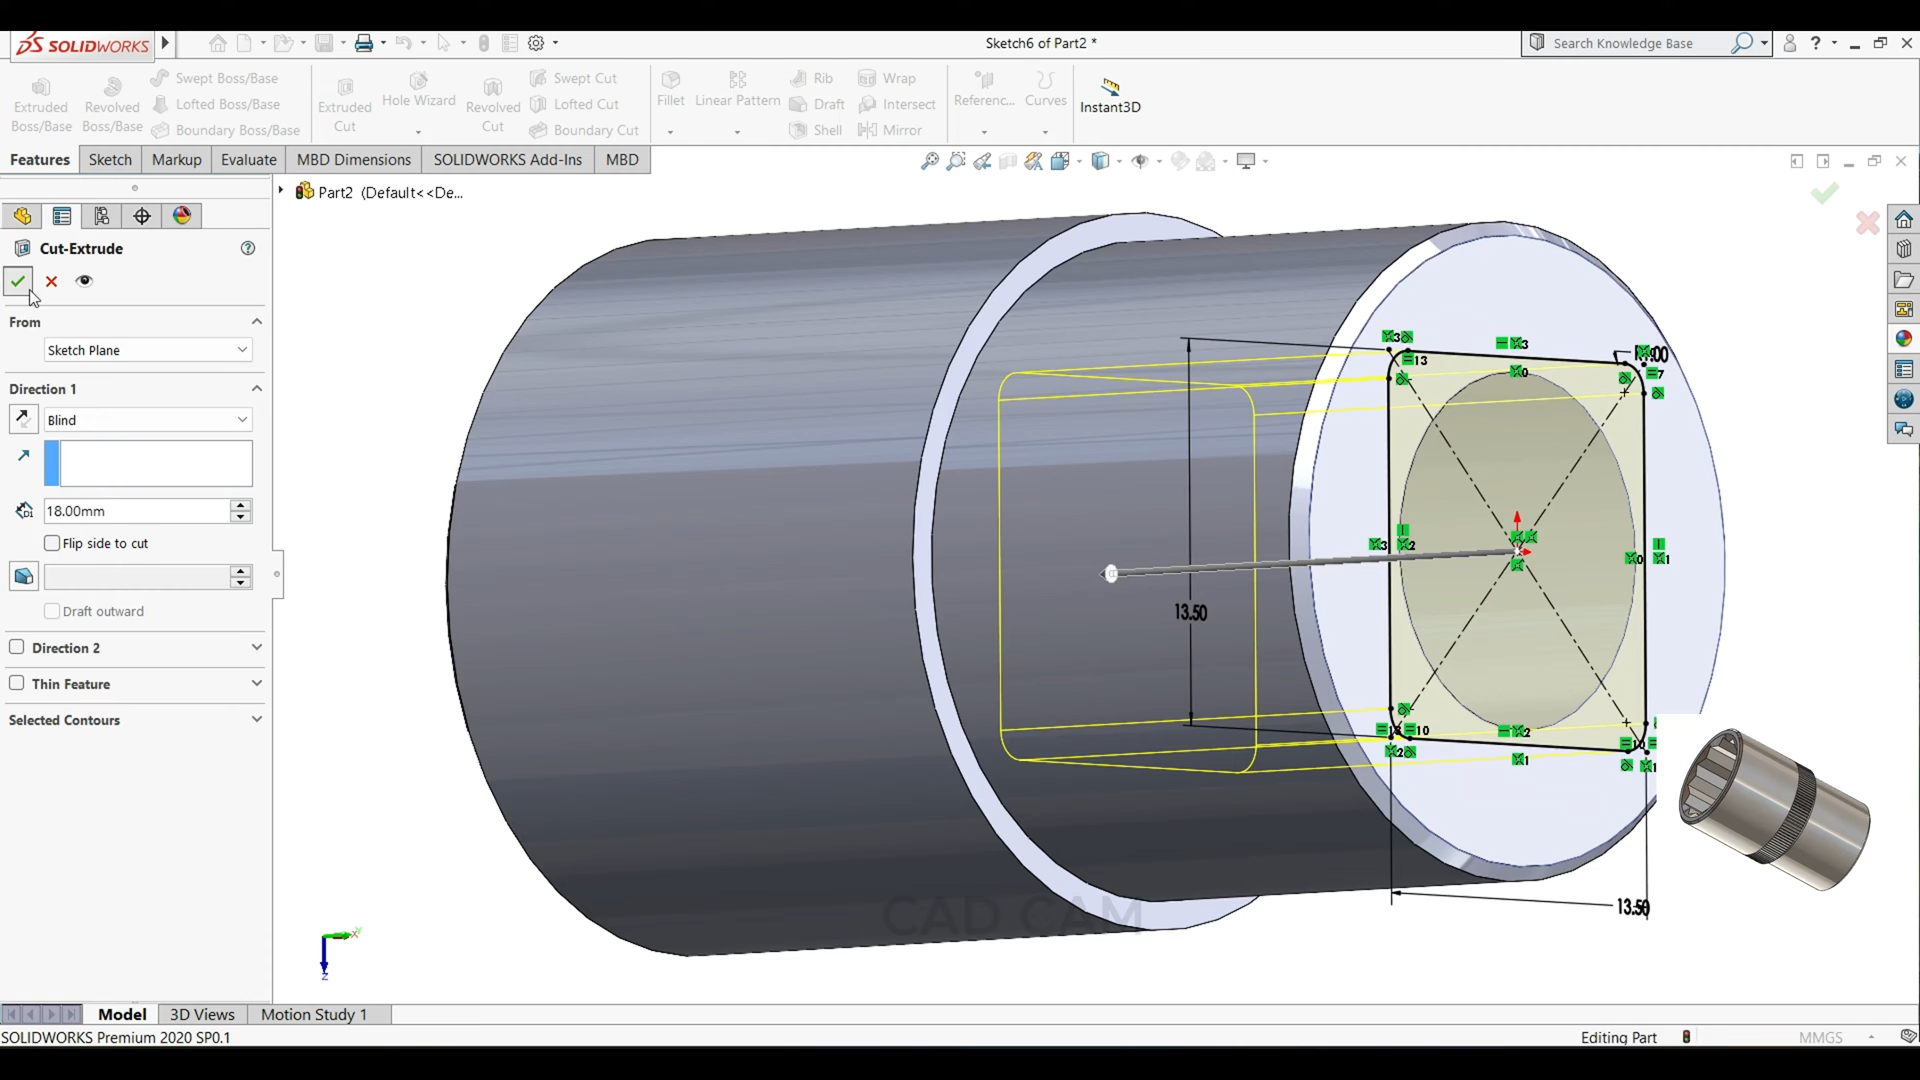 SOLIDWORKS
Sketch6 of Part2 *
Search Knowledge Base
?
Extruded Boss/Base
Revolved Boss/Base
Swept Boss/Base
Lofted Boss/Base
Boundary Boss/Base
Extruded Cut
Hole Wizard
Revolved Cut
Swept Cut
Lofted Cut
Boundary Cut
Fillet
Linear Pattern
Rib
Draft
Shell
Wrap
Intersect
Mirror
Referenc...
Curves
Instant3D
Features
Sketch
Markup
Evaluate
MBD Dimensions
SOLIDWORKS Add-Ins
MBD
Part2 (Default<<De...
Cut-Extrude
From
Sketch Plane
Direction 1
Blind
18.00mm
Flip side to cut
Draft outward
Direction 2
Thin Feature
Selected Contours
13.50
13.50
CAD CAM
Z
Model
3D Views
Motion Study 1
SOLIDWORKS Premium 2020 SP0.1
Editing Part
MMGS